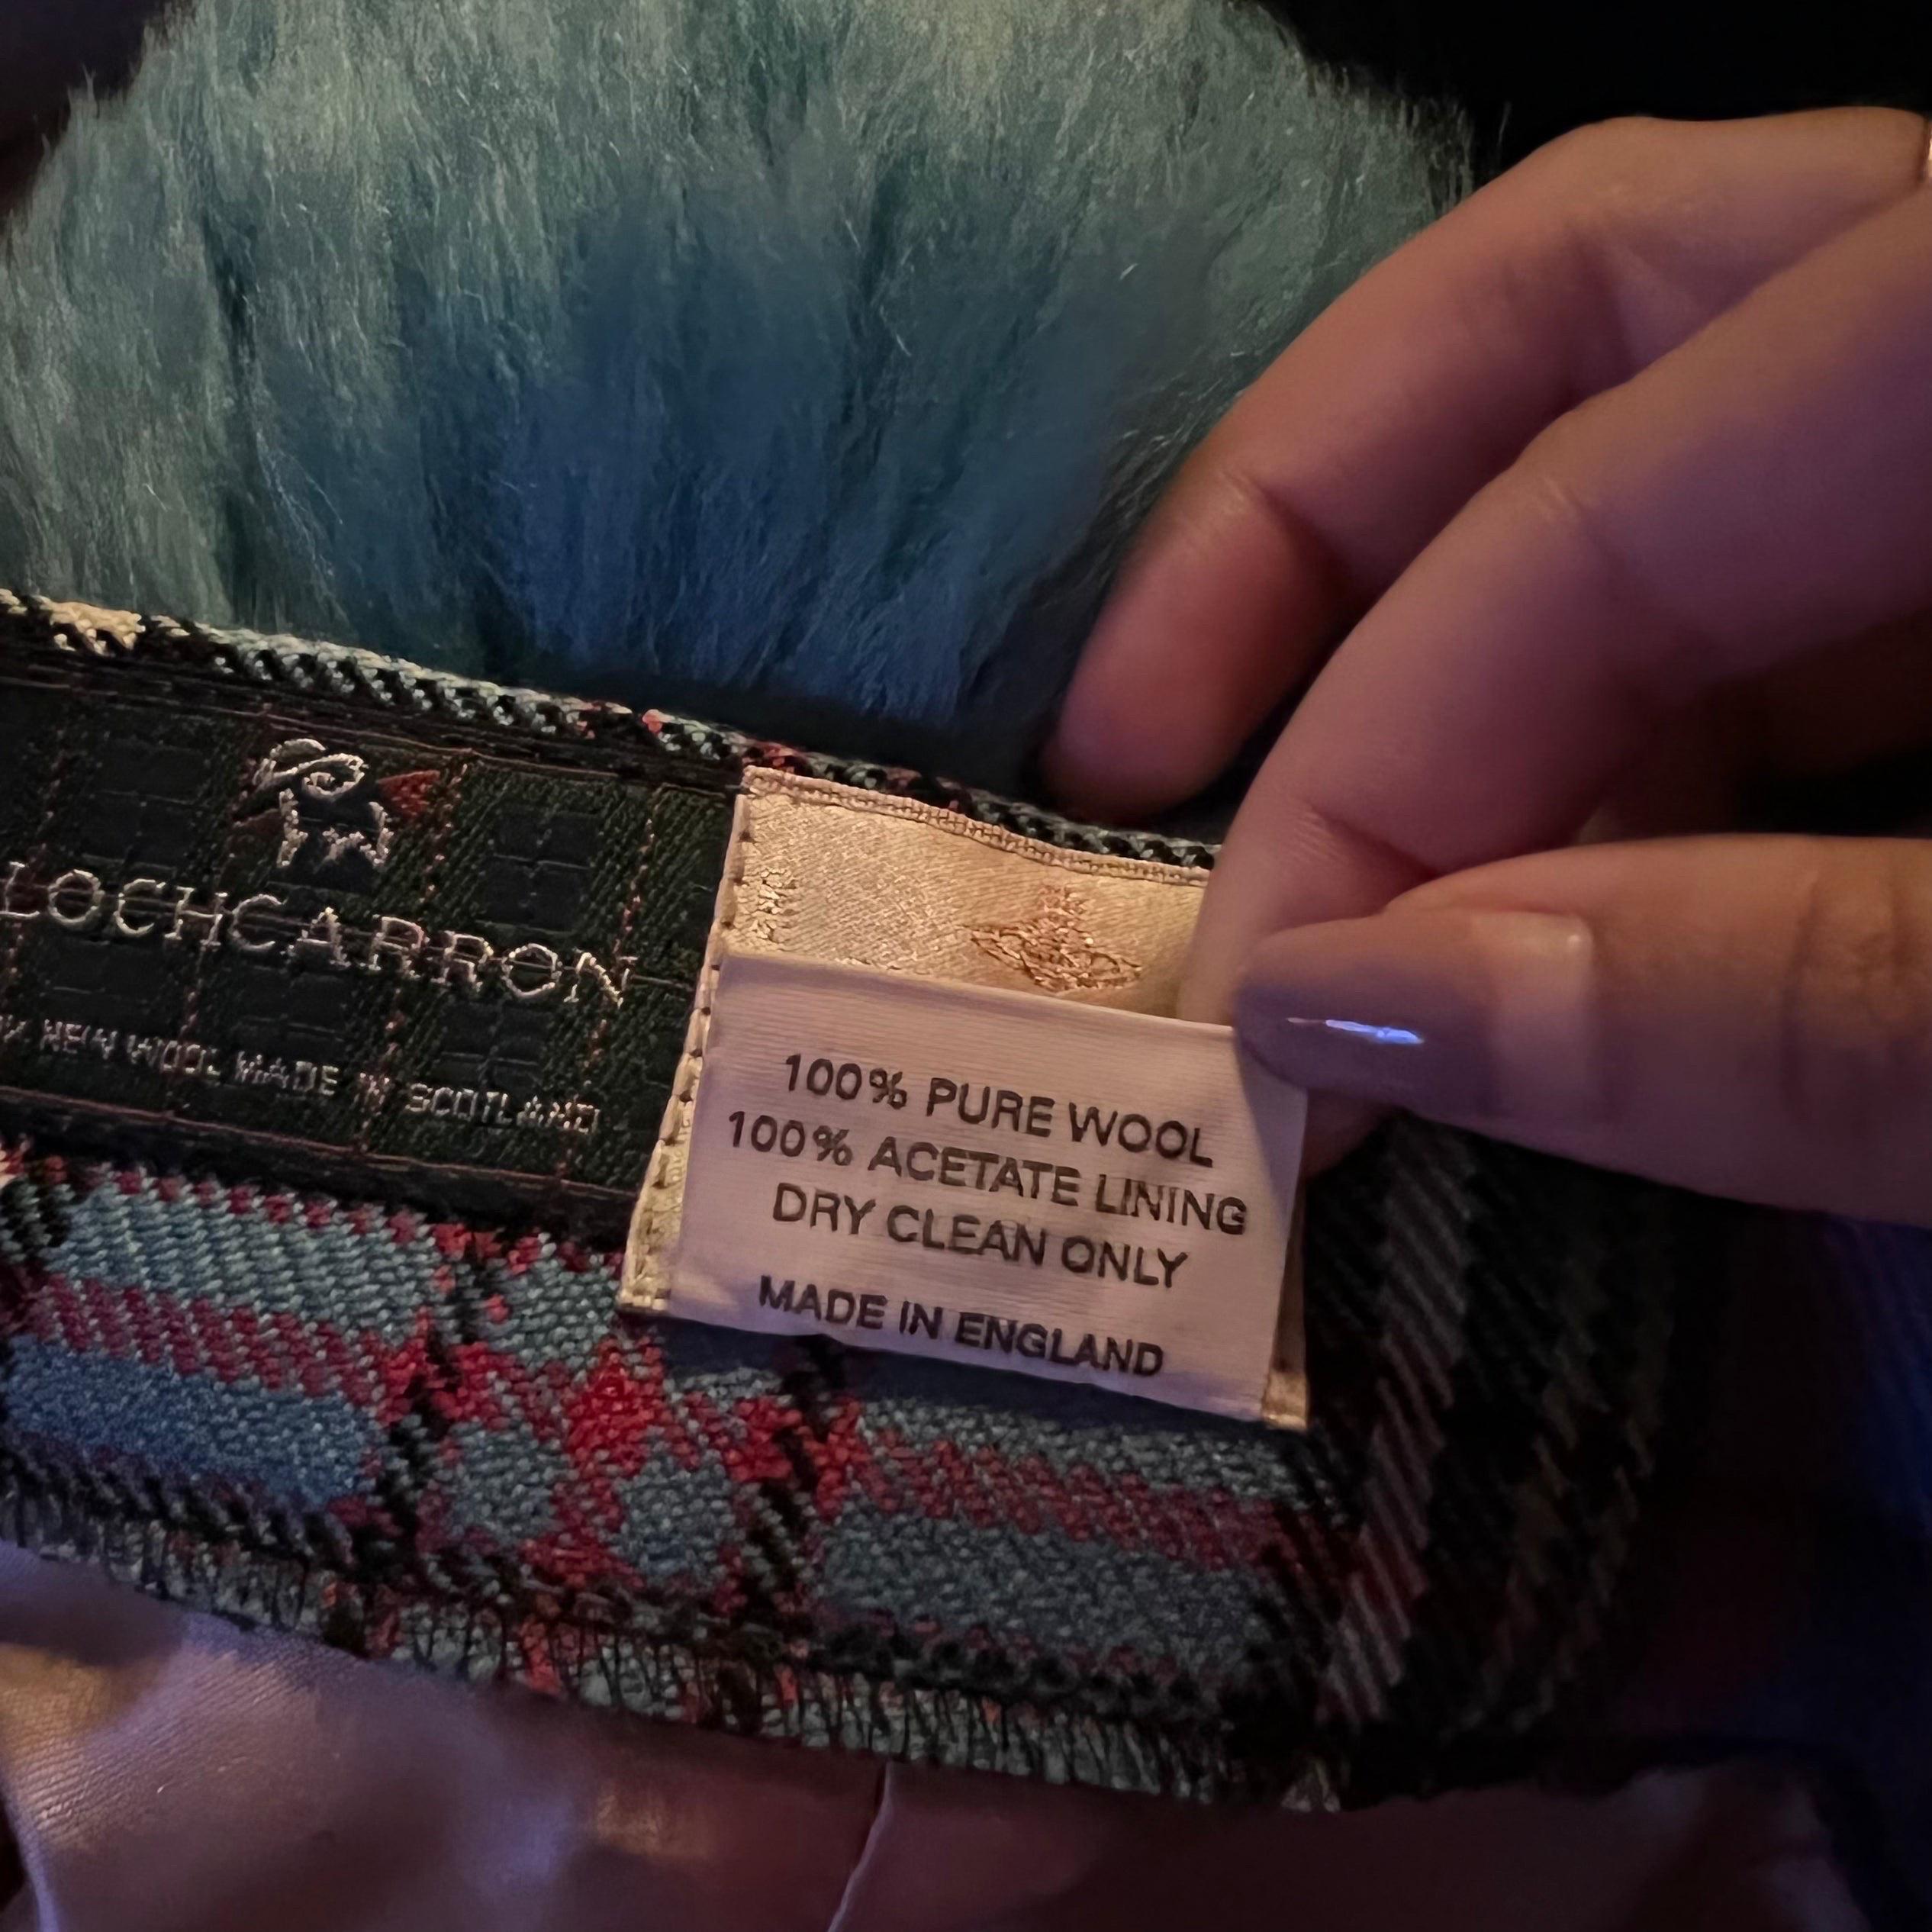 LOCHCARRON
NEW WOOL MADE IN SCOTLAND
100% PURE WOOL
100% ACETATE LINING
DRY CLEAN ONLY
MADE IN ENGLAND